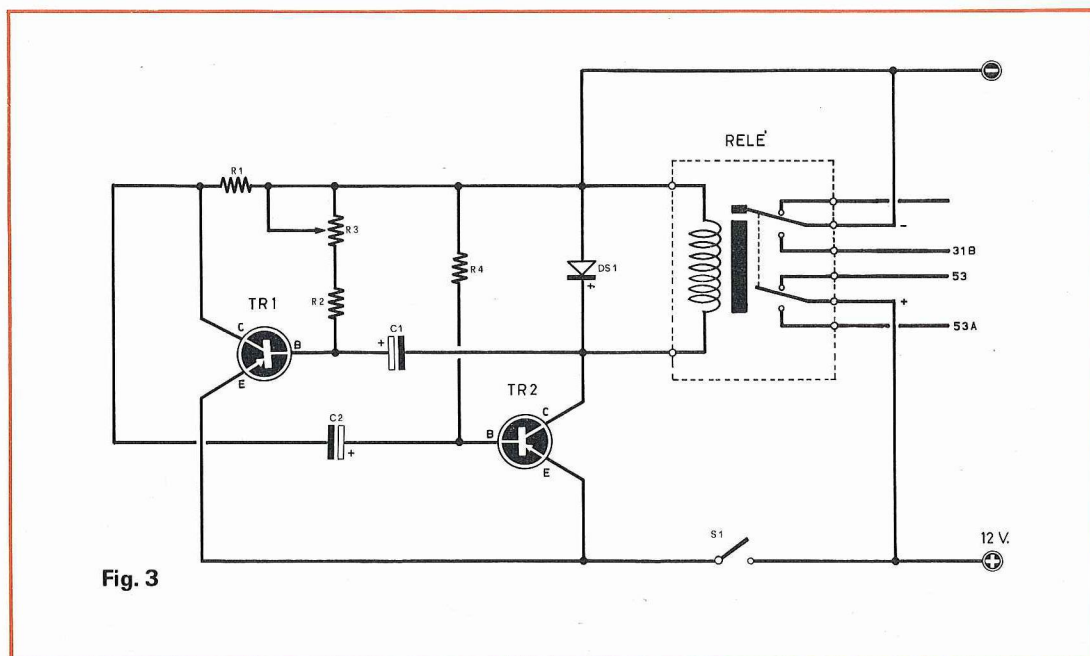 RELE'
R1
R3
R4
DS1
+
-
31B
53
+
53A
R2
TR1
C
B
E
+
C1
TR2
C
B
E
C2
+
S1
12 V.
Fig. 3